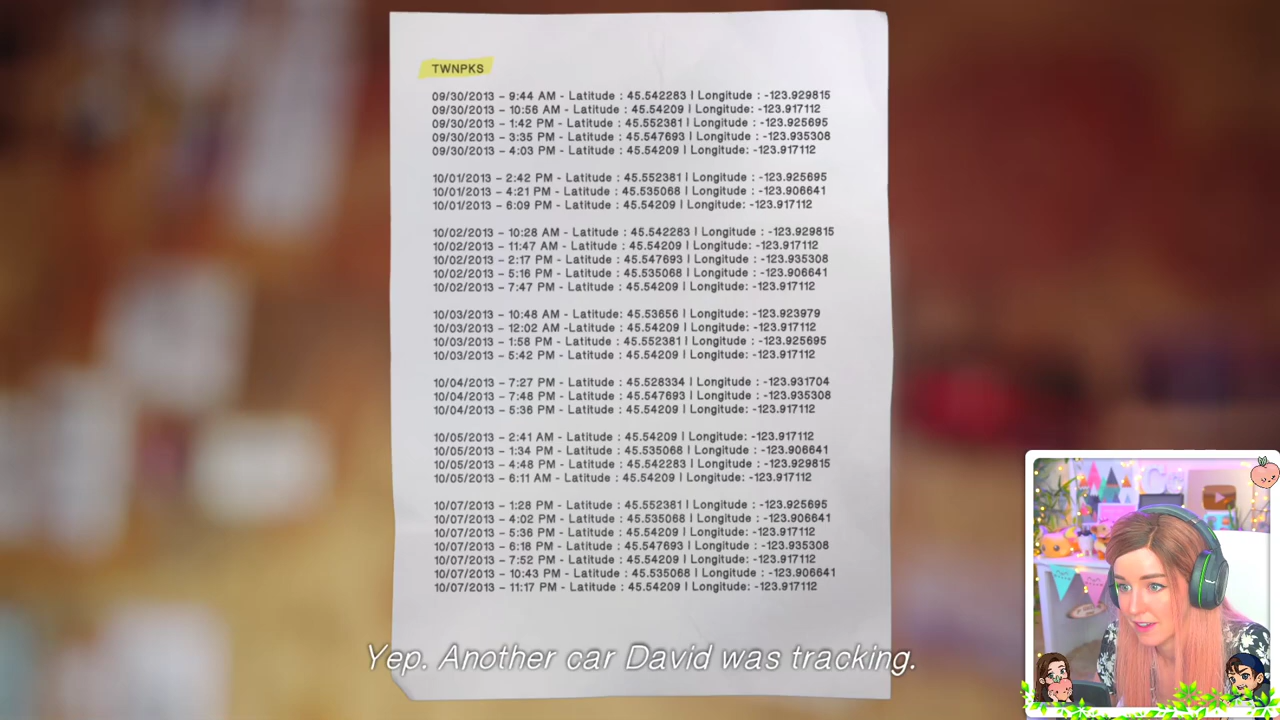 TWNPKS
09/30/2013 – 9:44 AM - Latitude : 45.542283 | Longitude : -123.929815
09/30/2013 – 10:56 AM - Latitude : 45.54209 | Longitude: -123.917112
09/30/2013 – 1:42 PM - Latitude : 45.552381 | Longitude : -123.925695
09/30/2013 – 3:35 PM - Latitude : 45.547693 | Longitude : -123.935308
09/30/2013 – 4:03 PM - Latitude : 45.54209 | Longitude: -123.917112
10/01/2013 – 2:42 PM - Latitude : 45.552381 | Longitude : -123.925695
10/01/2013 – 4:21 PM - Latitude : 45.535068 | Longitude : -123.906641
10/01/2013 – 6:09 PM - Latitude : 45.54209 | Longitude: -123.917112
10/02/2013 – 10:28 AM - Latitude : 45.542283 | Longitude : -123.929815
10/02/2013 – 11:47 AM - Latitude : 45.54209 | Longitude: -123.917112
10/02/2013 – 2:17 PM - Latitude : 45.547693 | Longitude : -123.935308
10/02/2013 – 5:16 PM - Latitude : 45.535068 | Longitude : -123.906641
10/02/2013 – 7:47 PM - Latitude : 45.54209 | Longitude: -123.917112
10/03/2013 – 10:48 AM - Latitude: 45.53656 | Longitude: -123.923979
10/03/2013 – 12:02 AM -Latitude : 45.54209 | Longitude: -123.917112
10/03/2013 – 1:58 PM - Latitude : 45.552381 | Longitude : -123.925695
10/03/2013 – 5:42 PM - Latitude : 45.54209 | Longitude: -123.917112
10/04/2013 – 7:27 PM - Latitude : 45.528334 | Longitude : -123.931704
10/04/2013 – 7:48 PM - Latitude : 45.547693 | Longitude : -123.935308
10/04/2013 – 5:36 PM - Latitude : 45.54209 | Longitude: -123.917112
10/05/2013 – 2:41 AM - Latitude : 45.54209 | Longitude: -123.917112
10/05/2013 – 1:34 PM - Latitude : 45.535068 | Longitude : -123.906641
10/05/2013 – 4:48 PM - Latitude : 45.542283 | Longitude : -123.929815
10/05/2013 – 6:11 AM - Latitude : 45.54209 | Longitude: -123.917112
10/07/2013 – 1:28 PM - Latitude : 45.552381 | Longitude : -123.925695
10/07/2013 – 4:02 PM - Latitude : 45.535068 | Longitude : -123.906641
10/07/2013 – 5:36 PM - Latitude : 45.54209 | Longitude: -123.917112
10/07/2013 – 6:18 PM - Latitude : 45.547693 | Longitude : -123.935308
10/07/2013 – 7:52 PM - Latitude : 45.54209 | Longitude: -123.917112
10/07/2013 – 10:43 PM - Latitude : 45.535068 | Longitude : -123.906641
10/07/2013 – 11:17 PM - Latitude : 45.54209 | Longitude: -123.917112
Yep. Another car David was tracking.